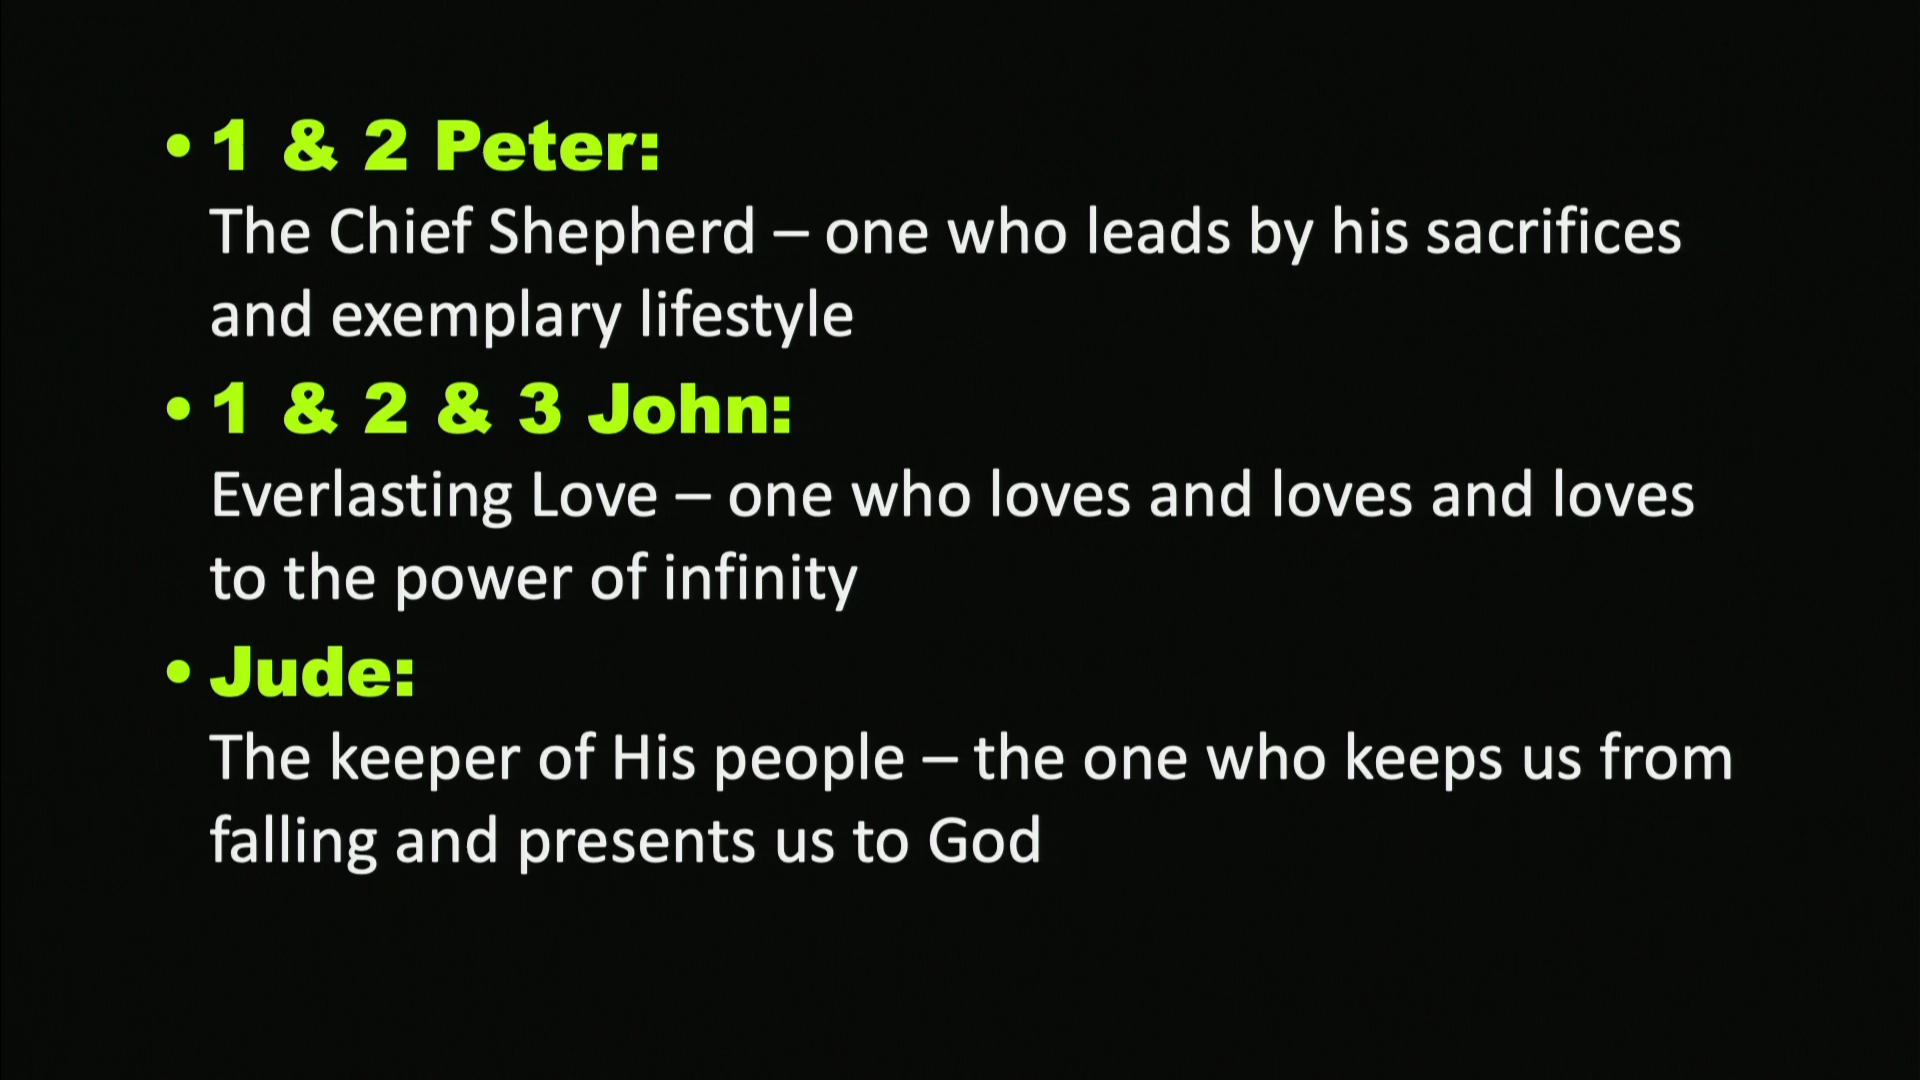 • 1 & 2 Peter:
The Chief Shepherd – one who leads by his sacrifices
and exemplary lifestyle
• 1 & 2 & 3 John:
Everlasting Love – one who loves and loves and loves
to the power of infinity
• Jude:
The keeper of His people – the one who keeps us from
falling and presents us to God